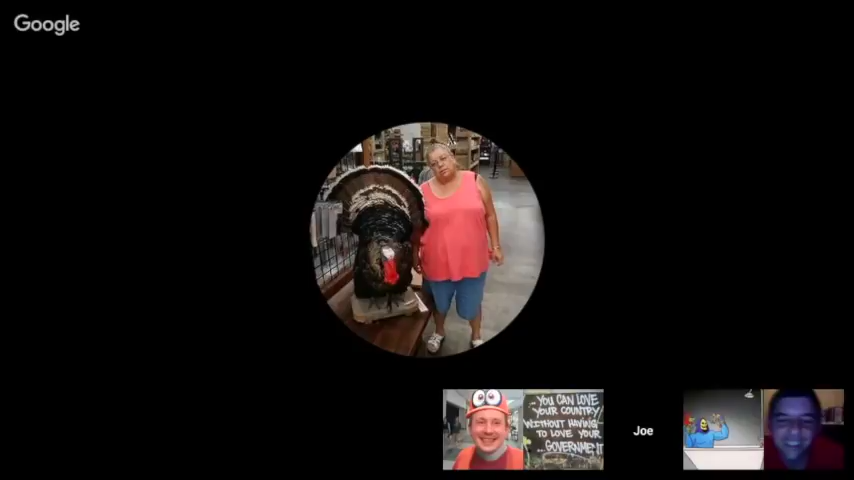 Google
...YOU CAN LOVE
YOUR COUNTRY
WITHOUT HAVING
TO LOVE YOUR
...GOVERNMENT
Joe